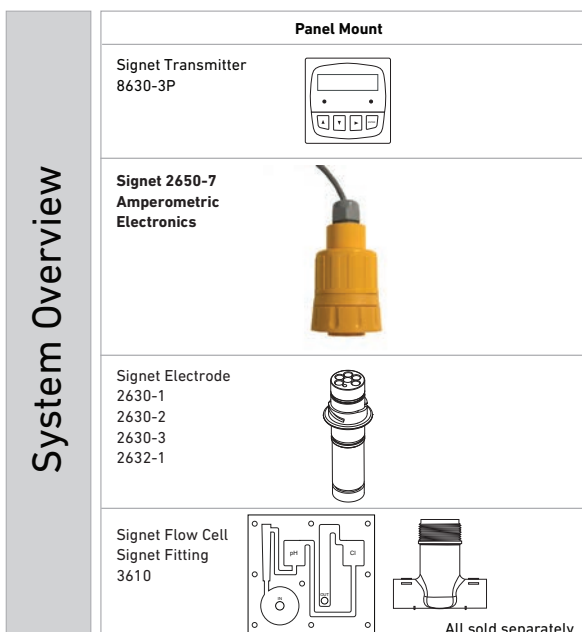 System Overview
Panel Mount
Signet Transmitter
8630-3P
Signet 2650-7
Amperometric
Electronics
Signet Electrode
2630-1
2630-2
2630-3
2632-1
Signet Flow Cell
Signet Fitting
3610
pH
Cl
IN
OUT
All sold separately